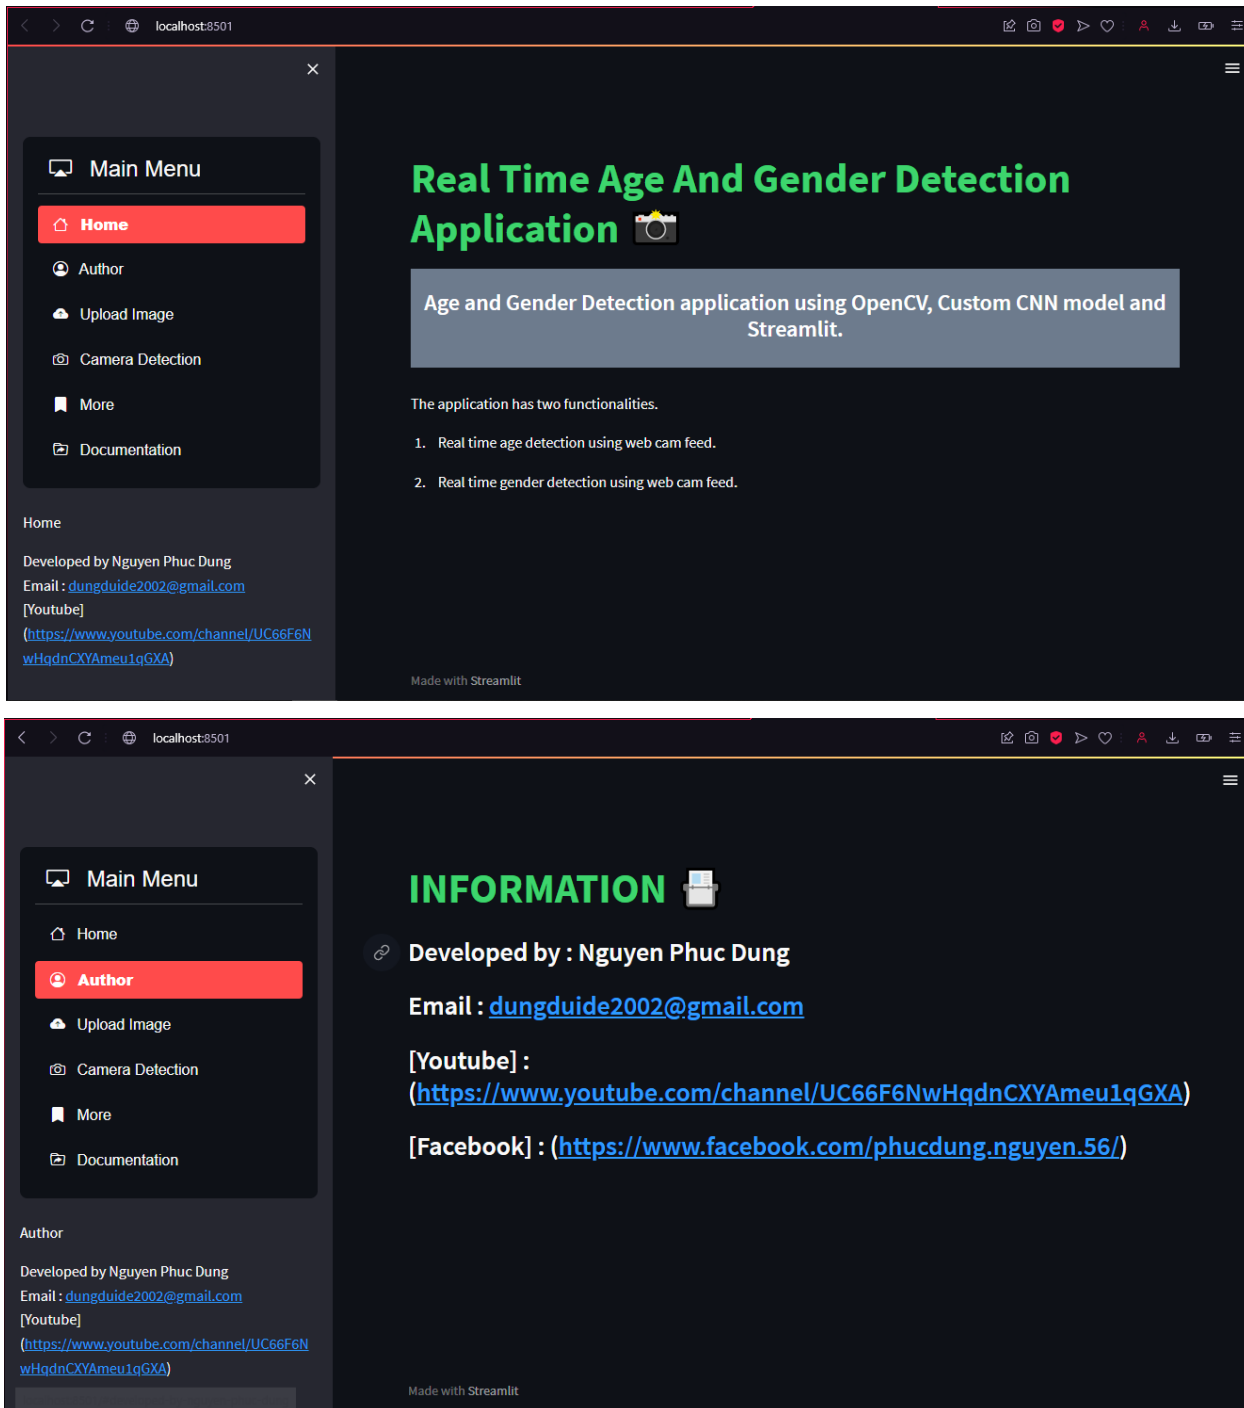 localhost:8501
Main Menu
Home
Author
Upload Image
Camera Detection
More
Documentation
Home
Developed by Nguyen Phuc Dung
Email : dungduide2002@gmail.com
[Youtube]
(https://www.youtube.com/channel/UC66F6N
wHqdnCXYAmeu1qGXA)
Real Time Age And Gender Detection
Application
Age and Gender Detection application using OpenCV, Custom CNN model and
Streamlit.
The application has two functionalities.
1. Real time age detection using web cam feed.
2. Real time gender detection using web cam feed.
Made with Streamlit
localhost:8501
Main Menu
Home
Author
Upload Image
Camera Detection
More
Documentation
Author
Developed by Nguyen Phuc Dung
Email : dungduide2002@gmail.com
[Youtube]
(https://www.youtube.com/channel/UC66F6N
wHqdnCXYAmeu1qGXA)
INFORMATION
Developed by : Nguyen Phuc Dung
Email : dungduide2002@gmail.com
[Youtube] :
(https://www.youtube.com/channel/UC66F6NwHqdnCXYAmeu1qGXA)
[Facebook] : (https://www.facebook.com/phucdung.nguyen.56/)
Made with Streamlit